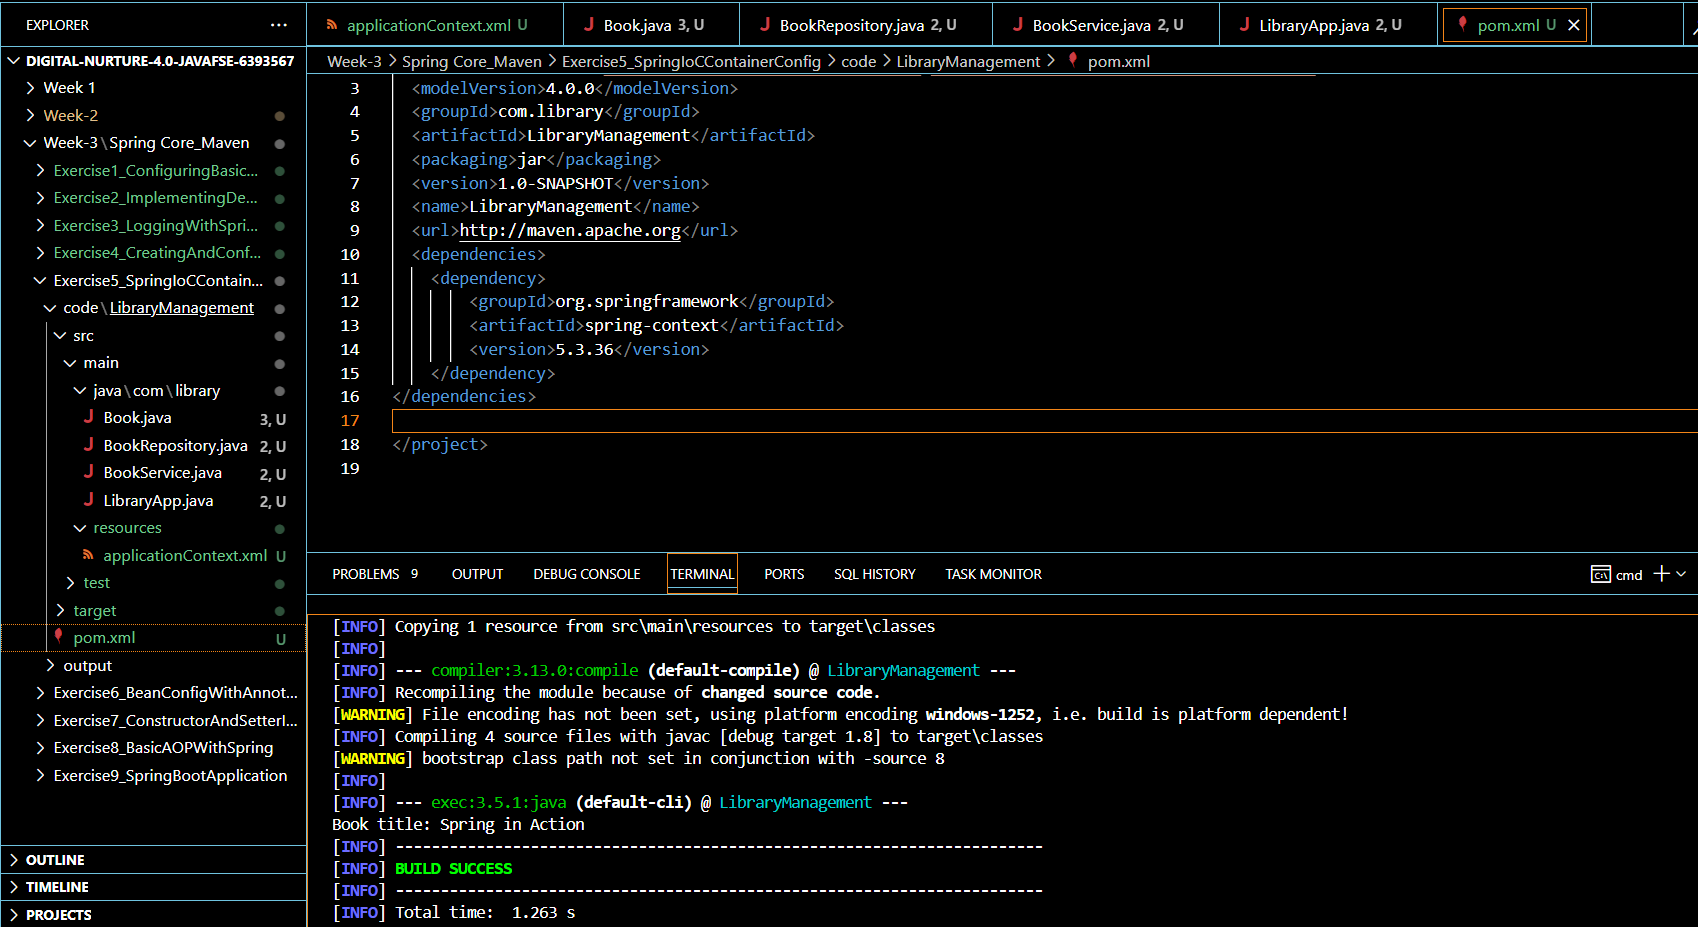 EXPLORER ···
DIGITAL-NURTURE-4.0-JAVAFSE-6393567
Week 1
Week-2
Week-3\Spring Core_Maven
Exercise1_ConfiguringBasic...
Exercise2_ImplementingDe...
Exercise3_LoggingWithSpri...
Exercise4_CreatingAndConf...
Exercise5_SpringIoCContain...
code\LibraryManagement
src
main
java\com\library
Book.java 3, U
BookRepository.java 2, U
BookService.java 2, U
LibraryApp.java 2, U
resources
applicationContext.xml U
test
target
pom.xml U
output
Exercise6_BeanConfigWithAnnot...
Exercise7_ConstructorAndSetterI...
Exercise8_BasicAOPWithSpring
Exercise9_SpringBootApplication
OUTLINE
TIMELINE
PROJECTS
applicationContext.xml U Book.java 3, U BookRepository.java 2, U BookService.java 2, U LibraryApp.java 2, U pom.xml U
Week-3 > Spring Core_Maven > Exercise5_SpringIoCContainerConfig > code > LibraryManagement > pom.xml
3 <modelVersion>4.0.0</modelVersion>
4 <groupId>com.library</groupId>
5 <artifactId>LibraryManagement</artifactId>
6 <packaging>jar</packaging>
7 <version>1.0-SNAPSHOT</version>
8 <name>LibraryManagement</name>
9 <url>http://maven.apache.org</url>
10 <dependencies>
11 <dependency>
12 <groupId>org.springframework</groupId>
13 <artifactId>spring-context</artifactId>
14 <version>5.3.36</version>
15 </dependency>
16 </dependencies>
17
18 </project>
19
PROBLEMS 9 OUTPUT DEBUG CONSOLE TERMINAL PORTS SQL HISTORY TASK MONITOR cmd
[INFO] Copying 1 resource from src\main\resources to target\classes
[INFO]
[INFO] --- compiler:3.13.0:compile (default-compile) @ LibraryManagement ---
[INFO] Recompiling the module because of changed source code.
[WARNING] File encoding has not been set, using platform encoding windows-1252, i.e. build is platform dependent!
[INFO] Compiling 4 source files with javac [debug target 1.8] to target\classes
[WARNING] bootstrap class path not set in conjunction with -source 8
[INFO]
[INFO] --- exec:3.5.1:java (default-cli) @ LibraryManagement ---
Book title: Spring in Action
[INFO] ------------------------------------------------------------------------
[INFO] BUILD SUCCESS
[INFO] ------------------------------------------------------------------------
[INFO] Total time:  1.263 s